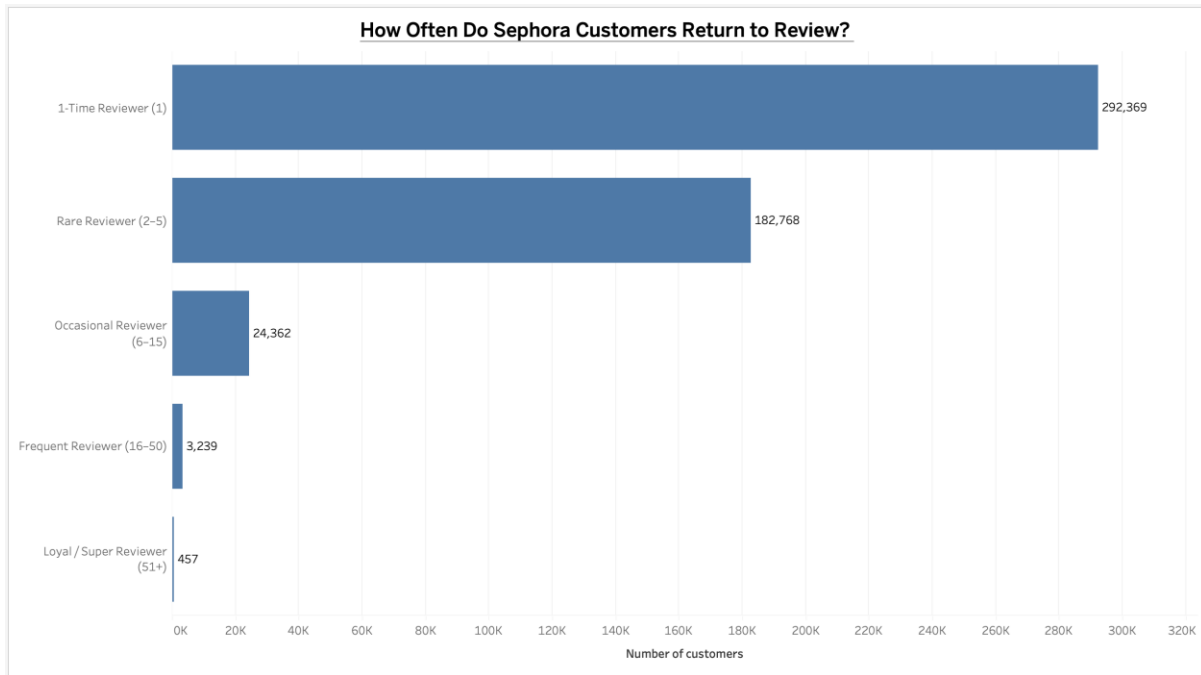 How Often Do Sephora Customers Return to Review?
1-Time Reviewer (1)
292,369
Rare Reviewer (2–5)
182,768
Occasional Reviewer
(6–15)
24,362
Frequent Reviewer (16–50)
3,239
Loyal / Super Reviewer
(51+)
457
0K 20K 40K 60K 80K 100K 120K 140K 160K 180K 200K 220K 240K 260K 280K 300K 320K
Number of customers